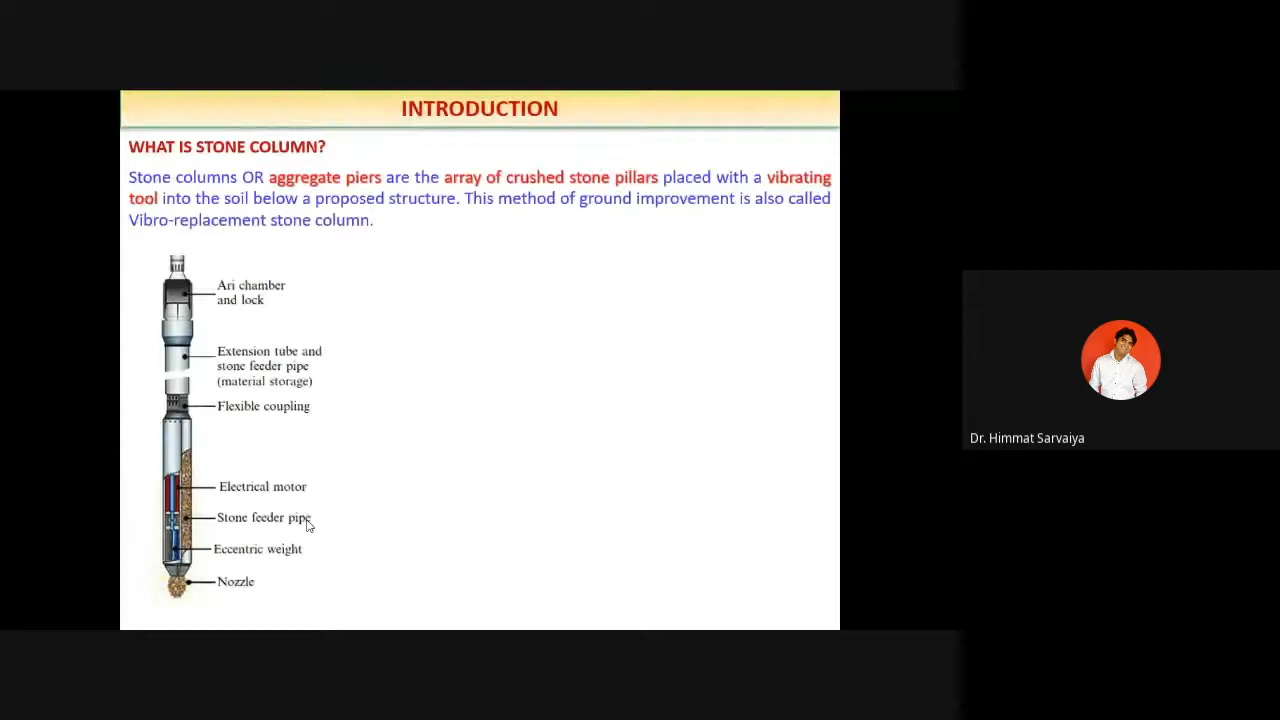 INTRODUCTION
WHAT IS STONE COLUMN?
Stone columns OR aggregate piers are the array of crushed stone pillars placed with a vibrating
tool into the soil below a proposed structure. This method of ground improvement is also called
Vibro-replacement stone column.
Ari chamber
and lock
Extension tube and
stone feeder pipe
(material storage)
Flexible coupling
Electrical motor
Stone feeder pipe
Eccentric weight
Nozzle
Dr. Himmat Sarvaiya